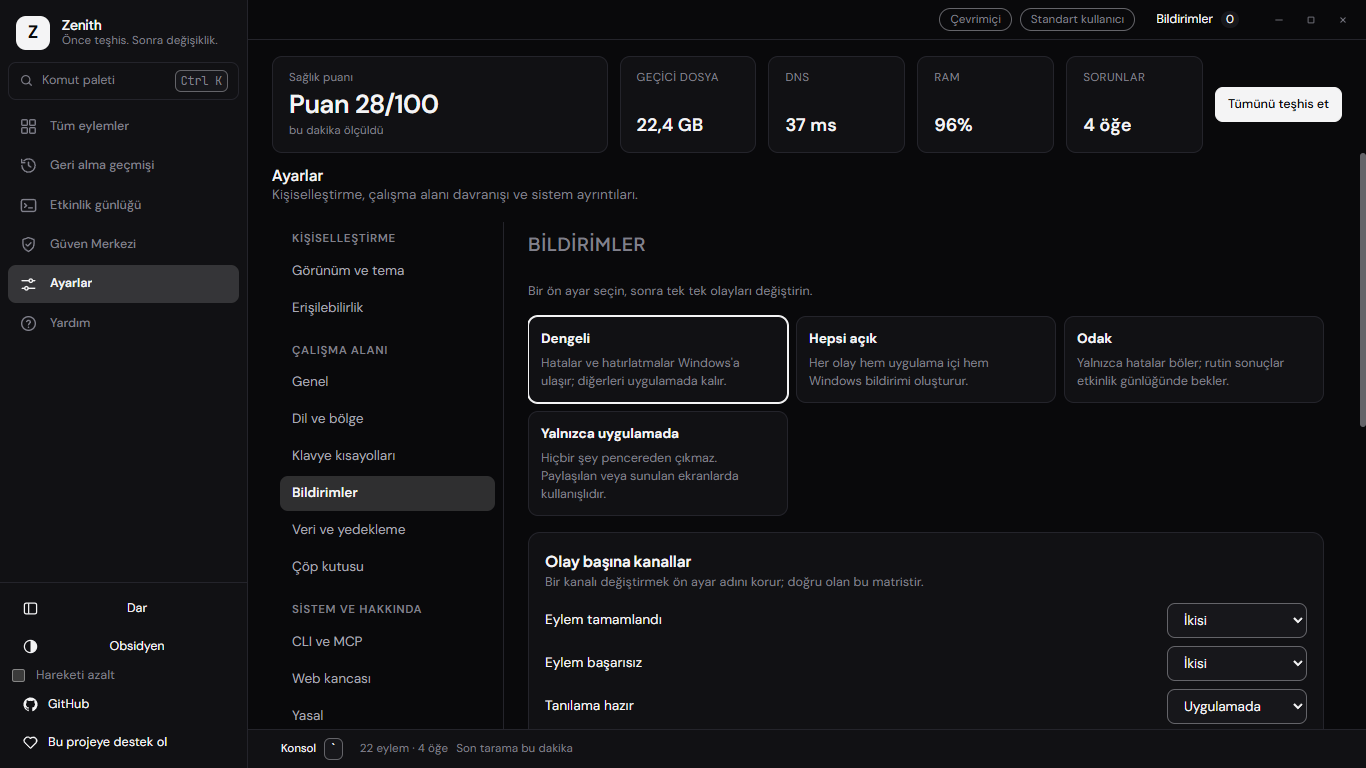 Z
Zenith
Önce teşhis. Sonra değişiklik.
Komut paleti
Ctrl K
Tüm eylemler
Geri alma geçmişi
Etkinlik günlüğü
Güven Merkezi
Ayarlar
Yardım
Dar
Obsidyen
Hareketi azalt
GitHub
Bu projeye destek ol
Çevrimiçi
Standart kullanıcı
Bildirimler 0
Sağlık puanı
Puan 28/100
bu dakika ölçüldü
GEÇİCİ DOSYA
22,4 GB
DNS
37 ms
RAM
96%
SORUNLAR
4 öğe
Tümünü teşhis et
Ayarlar
Kişiselleştirme, çalışma alanı davranışı ve sistem ayrıntıları.
KİŞİSELLEŞTİRME
Görünüm ve tema
Erişilebilirlik
ÇALIŞMA ALANI
Genel
Dil ve bölge
Klavye kısayolları
Bildirimler
Veri ve yedekleme
Çöp kutusu
SİSTEM VE HAKKINDA
CLI ve MCP
Web kancası
Yasal
BİLDİRİMLER
Bir ön ayar seçin, sonra tek tek olayları değiştirin.
Dengeli
Hatalar ve hatırlatmalar Windows'a
ulaşır; diğerleri uygulamada kalır.
Hepsi açık
Her olay hem uygulama içi hem
Windows bildirimi oluşturur.
Odak
Yalnızca hatalar böler; rutin sonuçlar
etkinlik günlüğünde bekler.
Yalnızca uygulamada
Hiçbir şey pencereden çıkmaz.
Paylaşılan veya sunulan ekranlarda
kullanışlıdır.
Olay başına kanallar
Bir kanalı değiştirmek ön ayar adını korur; doğru olan bu matristir.
Eylem tamamlandı
İkisi
Eylem başarısız
İkisi
Tanılama hazır
Uygulamada
Konsol `
22 eylem · 4 öğe Son tarama bu dakika